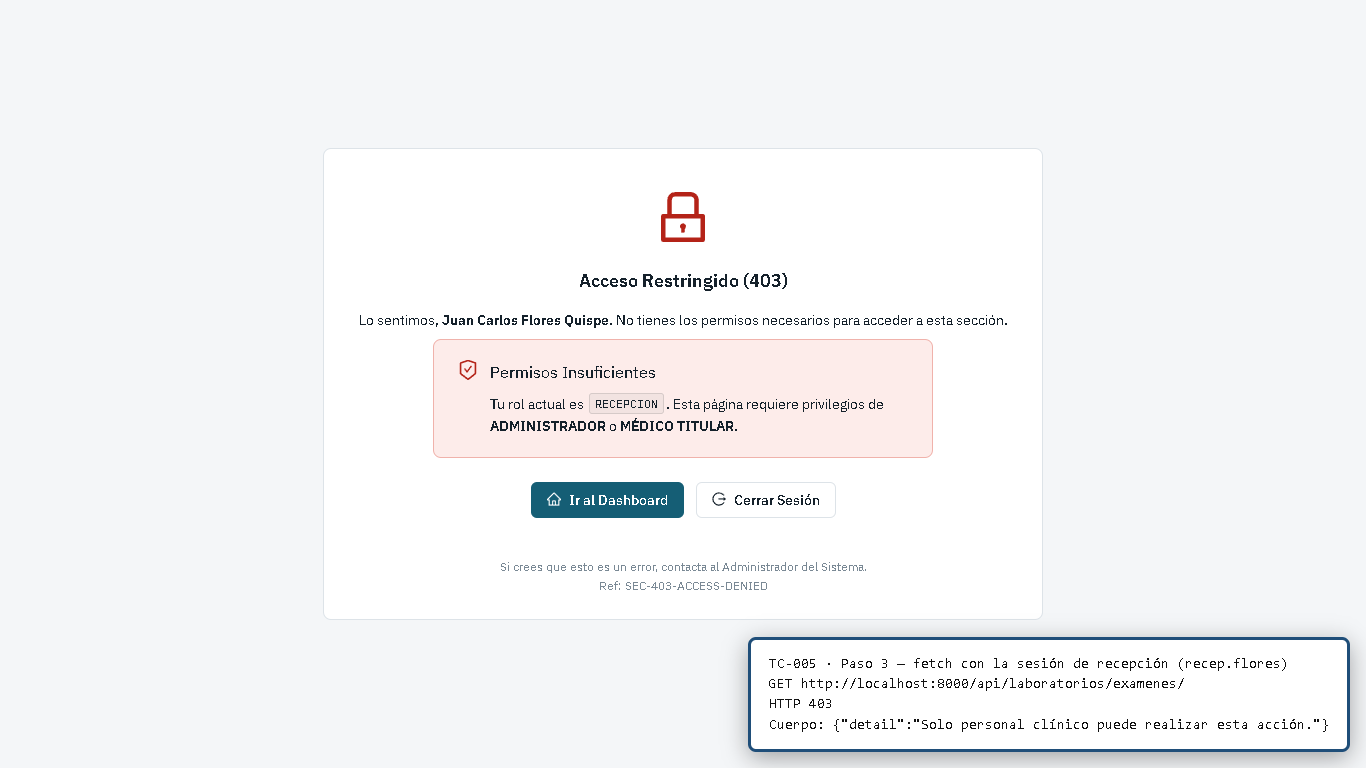 Acceso Restringido (403)
Lo sentimos, Juan Carlos Flores Quispe. No tienes los permisos necesarios para acceder a esta sección.
Permisos Insuficientes
Tu rol actual es RECEPCION . Esta página requiere privilegios de
ADMINISTRADOR o MÉDICO TITULAR.
Ir al Dashboard
Cerrar Sesión
Si crees que esto es un error, contacta al Administrador del Sistema.
Ref: SEC-403-ACCESS-DENIED
TC-005 · Paso 3 — fetch con la sesión de recepción (recep.flores)
GET http://localhost:8000/api/laboratorios/examenes/
HTTP 403
Cuerpo: {"detail":"Solo personal clínico puede realizar esta acción."}